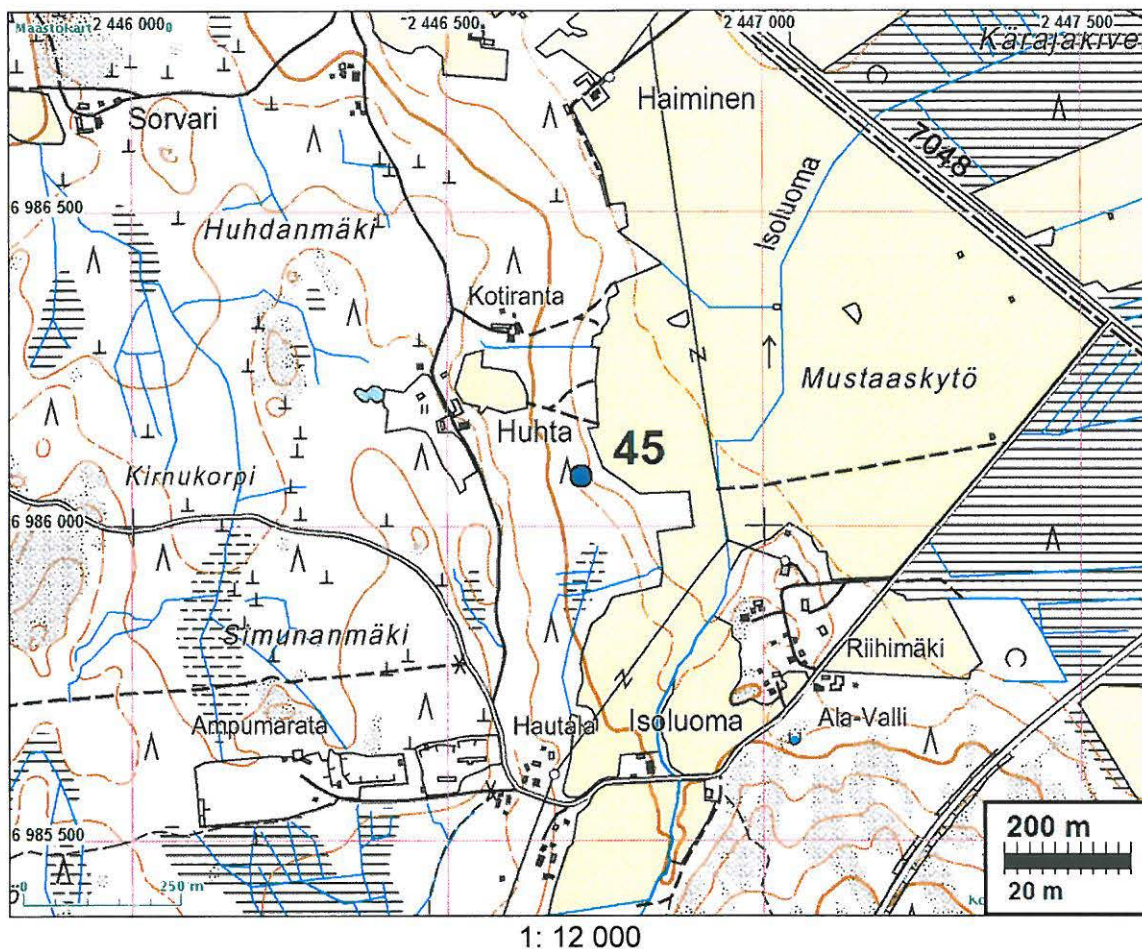 2 446 000
2 446 500
2 447 000
2 447 500
Maastokart
Kärajäkive
Haiminen
Sorvari
7048
Isoluoma
6 986 500
Huhdanmäki
Kotiranta
Mustaaskytö
Huhta
45
Kirnukorpi
6 986 000
Simunanmäki
Riihimäki
Ampumarata
Hautala
Isoluoma
Ala-Valli
6 985 500
200 m
20 m
0
250 m
1: 12 000